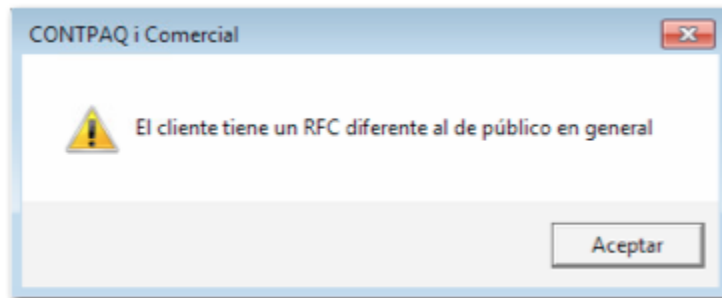 CONTPAQ i Comercial
El cliente tiene un RFC diferente al de público en general
Aceptar